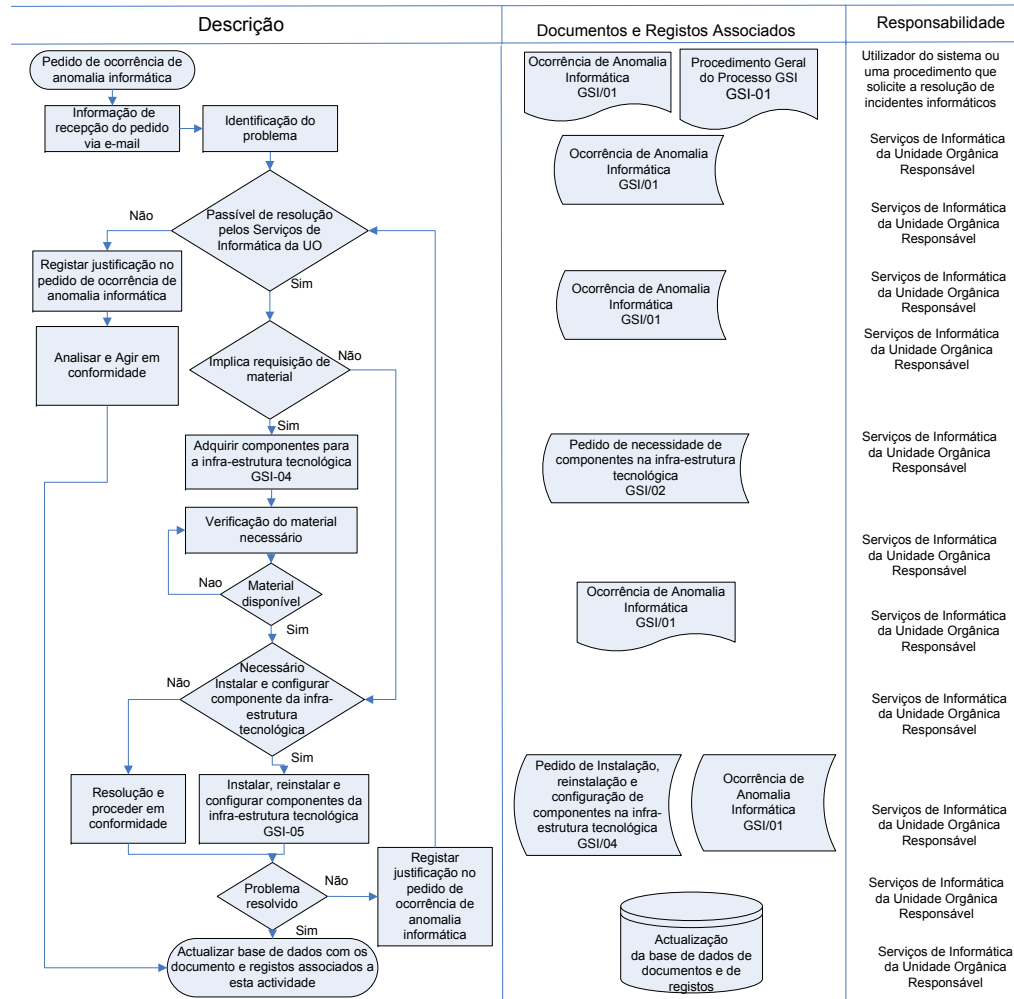 Descrição
Documentos e Registos Associados
Responsabilidade
Pedido de ocorrência de
anomalia informática
Informação de
recepção do pedido
via e-mail
Identificação do
problema
Passível de resolução
pelos Serviços de
Informática da UO
Não
Sim
Registar justificação no
pedido de ocorrência de
anomalia informática
Analisar e Agir em
conformidade
Implica requisição de
material
Não
Sim
Adquirir componentes para
a infra-estrutura tecnológica
GSI-04
Verificação do material
necessário
Nao
Material
disponível
Sim
Necessário
Instalar e configurar
componente da infra-
estrutura
tecnológica
Não
Sim
Resolução e
proceder em
conformidade
Instalar, reinstalar e
configurar componentes da
infra-estrutura tecnológica
GSI-05
Problema
resolvido
Não
Sim
Registar
justificação no
pedido de
ocorrência de
anomalia
informática
Actualizar base de dados com os
documento e registos associados a
esta actividade
Ocorrência de Anomalia
Informática
GSI/01
Procedimento Geral
do Processo GSI
GSI-01
Ocorrência de Anomalia
Informática
GSI/01
Ocorrência de Anomalia
Informática
GSI/01
Pedido de necessidade de
componentes na infra-estrutura
tecnológica
GSI/02
Ocorrência de Anomalia
Informática
GSI/01
Pedido de Instalação,
reinstalação e
configuração de
componentes na infra-
estrutura tecnológica
GSI/04
Ocorrência de
Anomalia
Informática
GSI/01
Actualização
da base de dados de
documentos e de
registos
Utilizador do sistema ou
uma procedimento que
solicite a resolução de
incidentes informáticos
Serviços de Informática
da Unidade Orgânica
Responsável
Serviços de Informática
da Unidade Orgânica
Responsável
Serviços de Informática
da Unidade Orgânica
Responsável
Serviços de Informática
da Unidade Orgânica
Responsável
Serviços de Informática
da Unidade Orgânica
Responsável
Serviços de Informática
da Unidade Orgânica
Responsável
Serviços de Informática
da Unidade Orgânica
Responsável
Serviços de Informática
da Unidade Orgânica
Responsável
Serviços de Informática
da Unidade Orgânica
Responsável
Serviços de Informática
da Unidade Orgânica
Responsável
Serviços de Informática
da Unidade Orgânica
Responsável